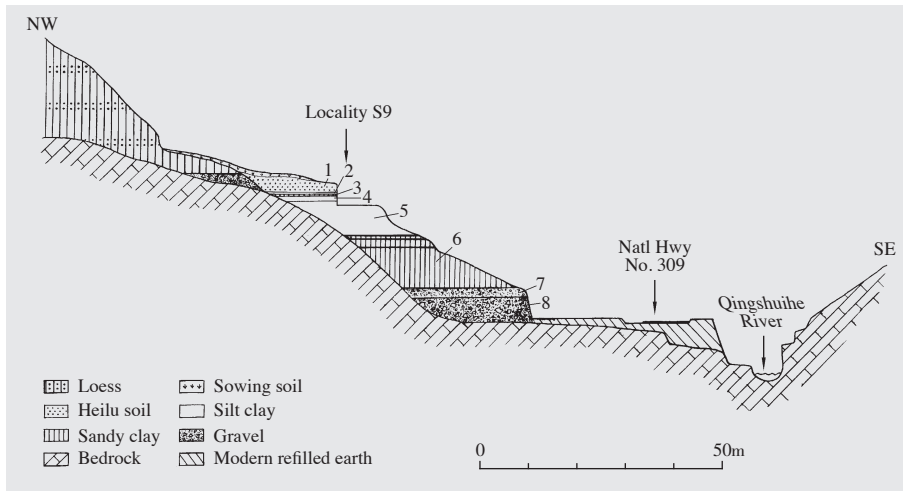 NW
Locality S9
1
2
3
4
5
6
7
8
Natl Hwy
No. 309
Qingshuihe
River
SE
Loess
Heilu soil
Sandy clay
Bedrock
Sowing soil
Silt clay
Gravel
Modern refilled earth
0
50m